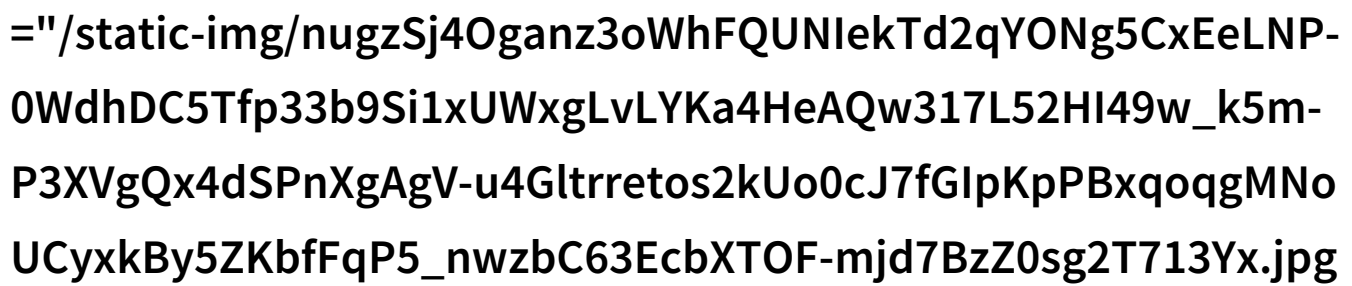 ="/static-img/nugzSj4Oganz3oWhFQUNIekTd2qYONg5CxEeLNP-
0WdhDC5Tfp33b9Si1xUWxgLvLYKa4HeAQw317L52HI49w_k5m-
P3XVgQx4dSPnXgAgV-u4Gltrretos2kUo0cJ7fGIpKpPBxqoqgMNo
UCyxkBy5ZKbfFqP5_nwzbC63EcbXTOF-mjd7BzZ0sg2T713Yx.jpg